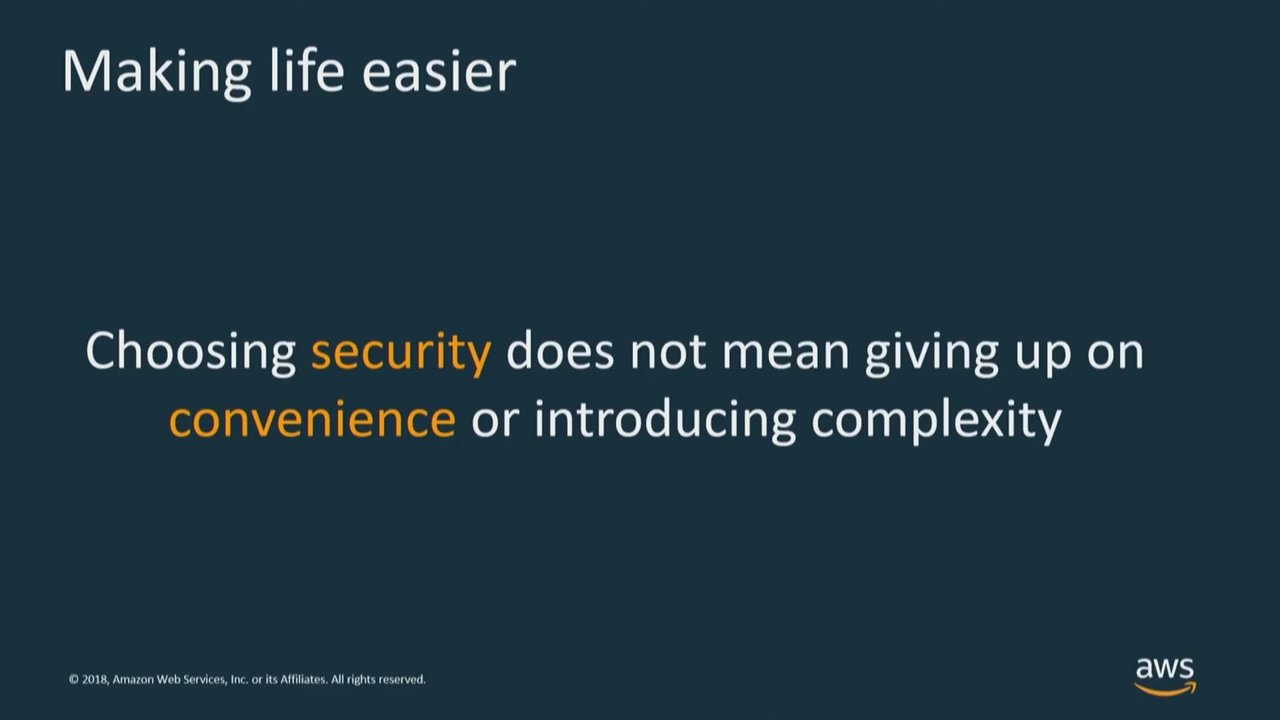 Making life easier
Choosing security does not mean giving up on
convenience or introducing complexity
© 2018, Amazon Web Services, Inc. or its Affiliates. All rights reserved.
aws